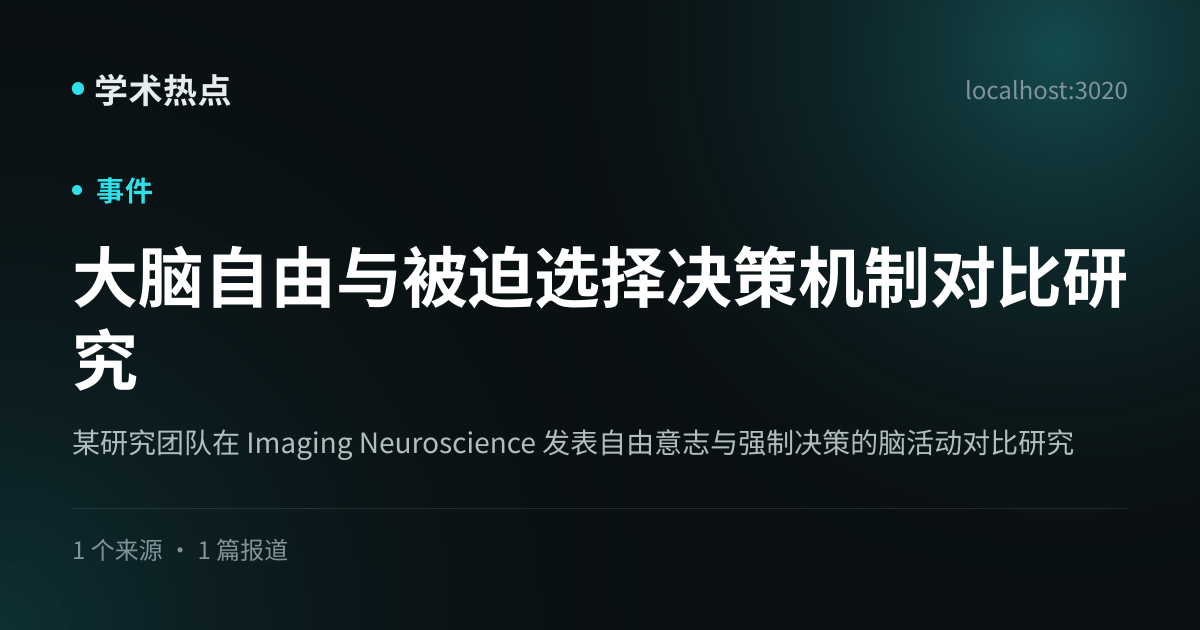 学术热点
localhost:3020
事件
大脑自由与被迫选择决策机制对比研
究
某研究团队在 Imaging Neuroscience 发表自由意志与强制决策的脑活动对比研究
1 个来源 · 1 篇报道